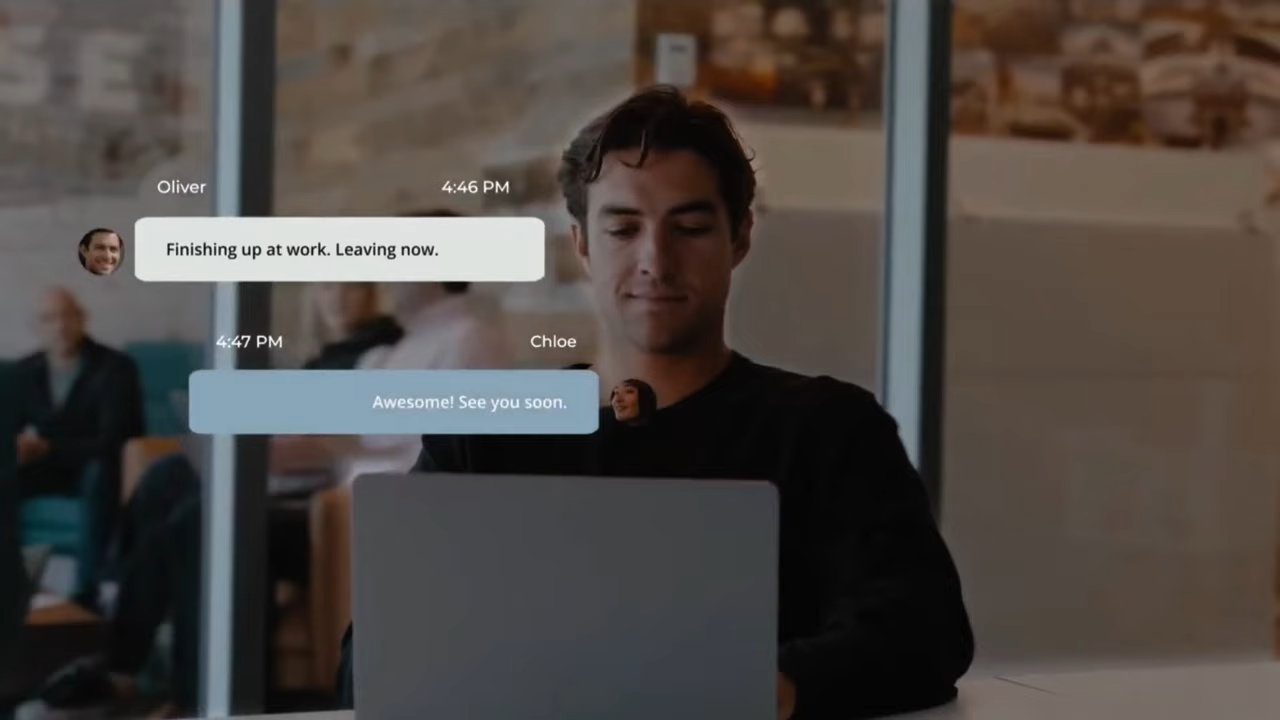 Oliver 4:46 PM
Finishing up at work. Leaving now.
4:47 PM Chloe
Awesome! See you soon.